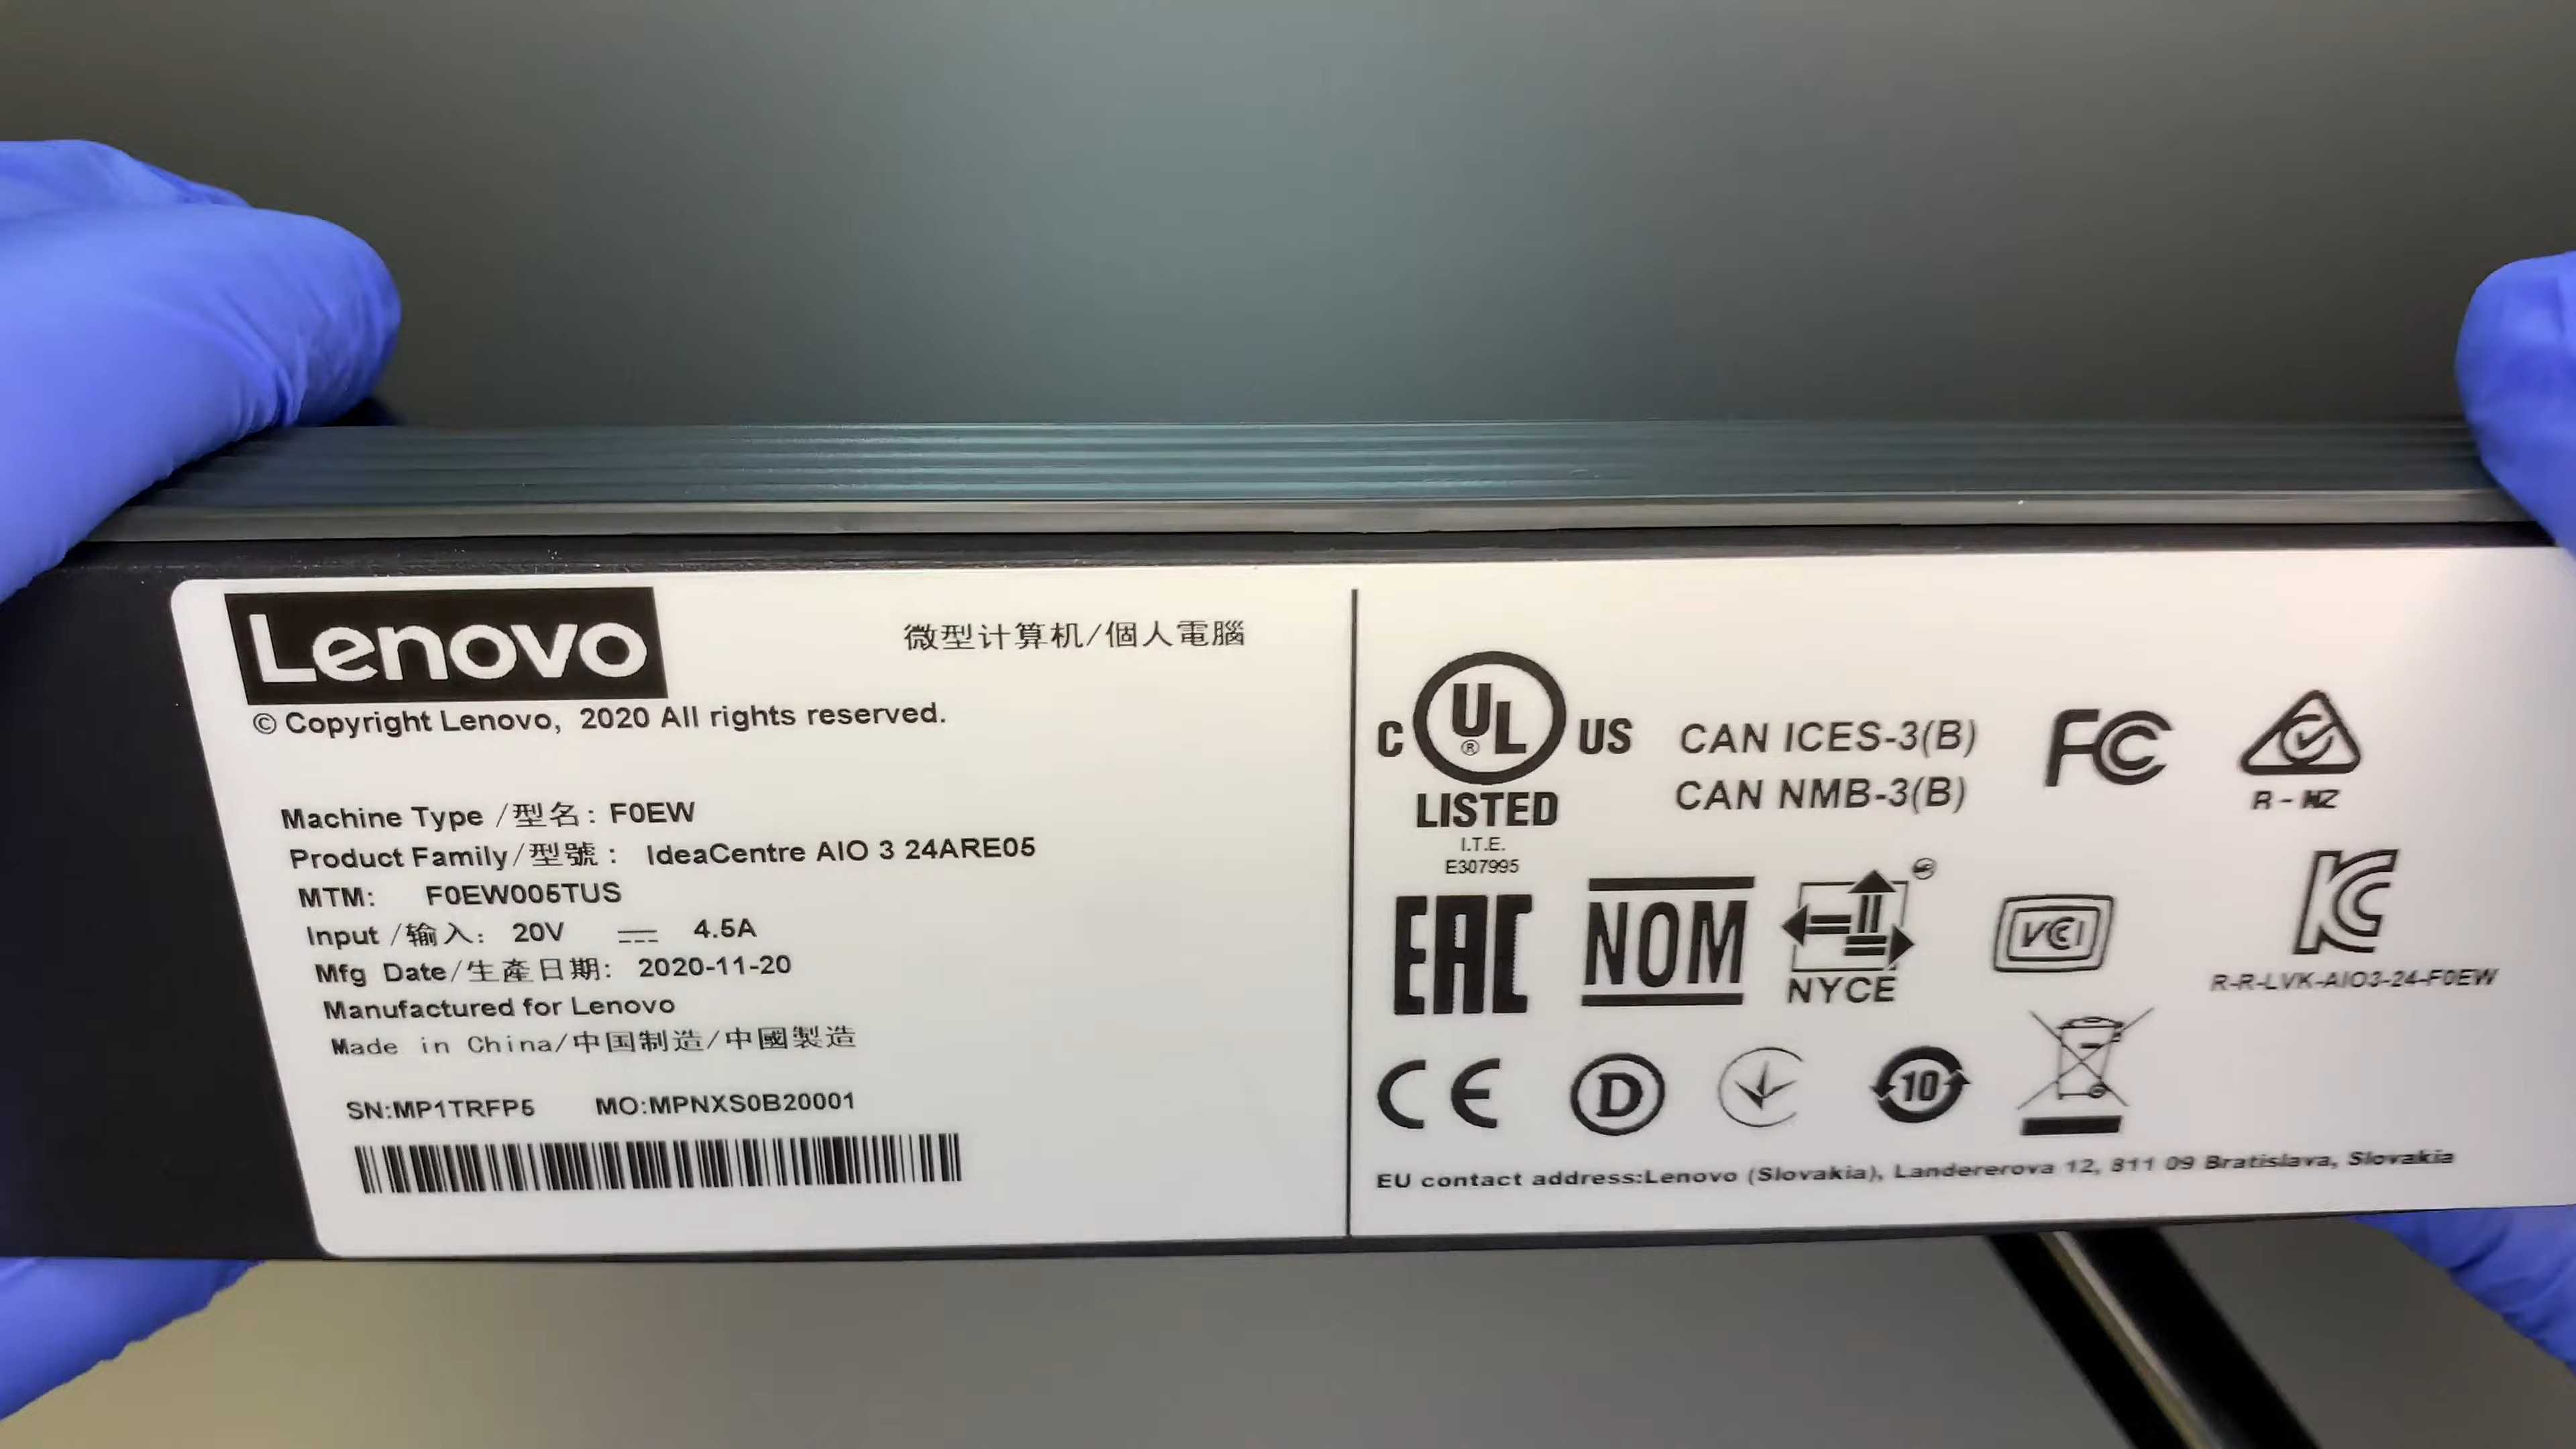 Lenovo
微型计算机/個人電腦
© Copyright Lenovo, 2020 All rights reserved.
Machine Type /型名: F0EW
Product Family/型號: IdeaCentre AIO 3 24ARE05
MTM: F0EW005TUS
Input /输入: 20V 4.5A
Mfg Date/生產日期: 2020-11-20
Manufactured for Lenovo
Made in China/中国制造/中國製造
SN:MP1TRFP5 MO:MPNXS0B20001
C UL ® US
LISTED
I.T.E.
E307995
CAN ICES-3(B)
CAN NMB-3(B)
FC
R-NZ
EAC
NOM
NYCE
VCI
KC
R-R-LVK-AIO3-24-F0EW
CE
D
10
EU contact address:Lenovo (Slovakia), Landererova 12, 811 09 Bratislava, Slovakia